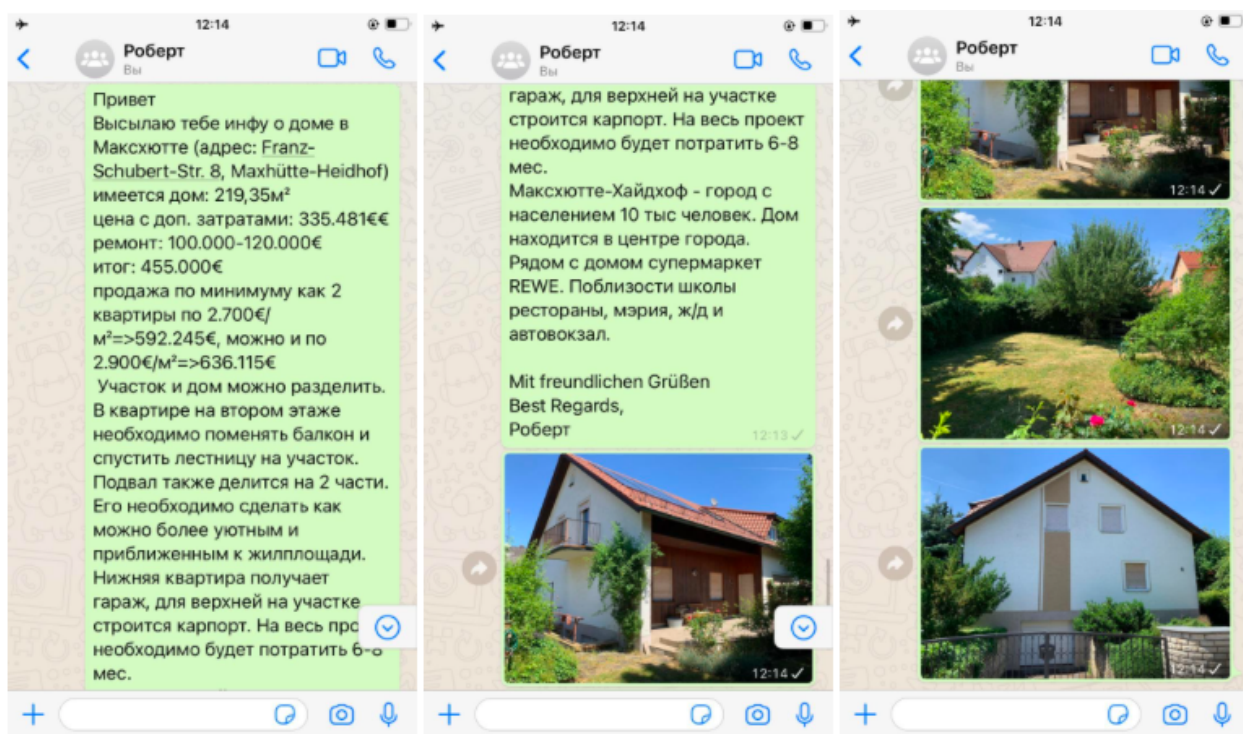 12:14
Роберт
Вы
Привет
Высылаю тебе инфу о доме в
Максхютте (адрес: Franz-
Schubert-Str. 8, Maxhütte-Heidhof)
имеется дом: 219,35м²
цена с доп. затратами: 335.481€€
ремонт: 100.000-120.000€
итог: 455.000€
продажа по минимуму как 2
квартиры по 2.700€/
м²=>592.245€, можно и по
2.900€/м²=>636.115€
Участок и дом можно разделить.
В квартире на втором этаже
необходимо поменять балкон и
спустить лестницу на участок.
Подвал также делится на 2 части.
Его необходимо сделать как
можно более уютным и
приближенным к жилплощади.
Нижняя квартира получает
гараж, для верхней на участке
строится карпорт. На весь про
необходимо будет потратить 6-8
мес.
12:14
Роберт
Вы
гараж, для верхней на участке
строится карпорт. На весь проект
необходимо будет потратить 6-8
мес.
Максхютте-Хайдхоф - город с
населением 10 тыс человек. Дом
находится в центре города.
Рядом с домом супермаркет
REWE. Поблизости школы
рестораны, мэрия, ж/д и
автовокзал.
Mit freundlichen Grüßen
Best Regards,
Роберт
12:13
12:14
12:14
Роберт
Вы
12:14
12:14
12:14